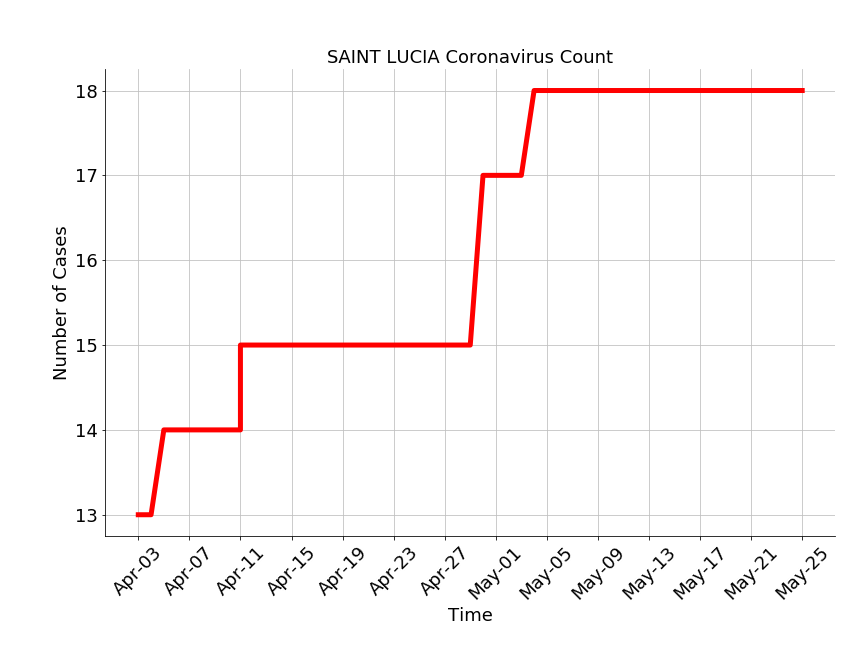 SAINT LUCIA Coronavirus Count
18
17
16
15
14
13
Number of Cases
Apr-03
Apr-07
Apr-11
Apr-15
Apr-19
Apr-23
Apr-27
May-01
May-05
May-09
May-13
May-17
May-21
May-25
Time